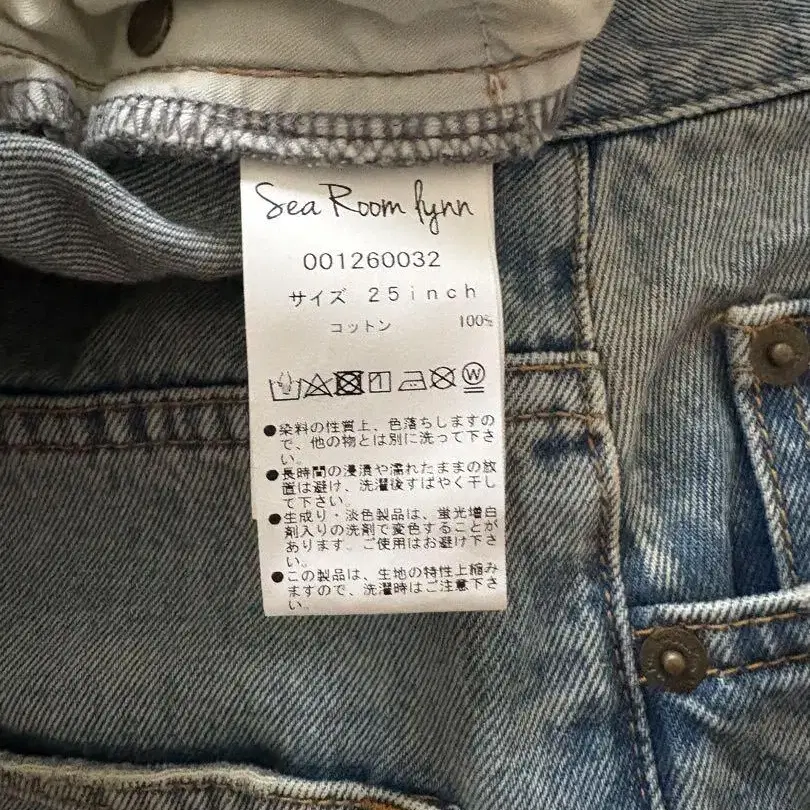 Sea Room lynn
001260032
サイズ 25inch
コットン 100%
W
●染料の性質上、色落ちしますの
で、他の物とは別に洗って下さ
い。
●長時間の浸漬や濡れたままの放
置は避け、洗濯後すばやく干し
て下さい。
●生成り・淡色製品は、蛍光増白
剤入りの洗剤で変色することが
あります。ご使用はお避け下さ
い。
●この製品は、生地の特性上縮み
ますので、洗濯時はご注意下さ
い。